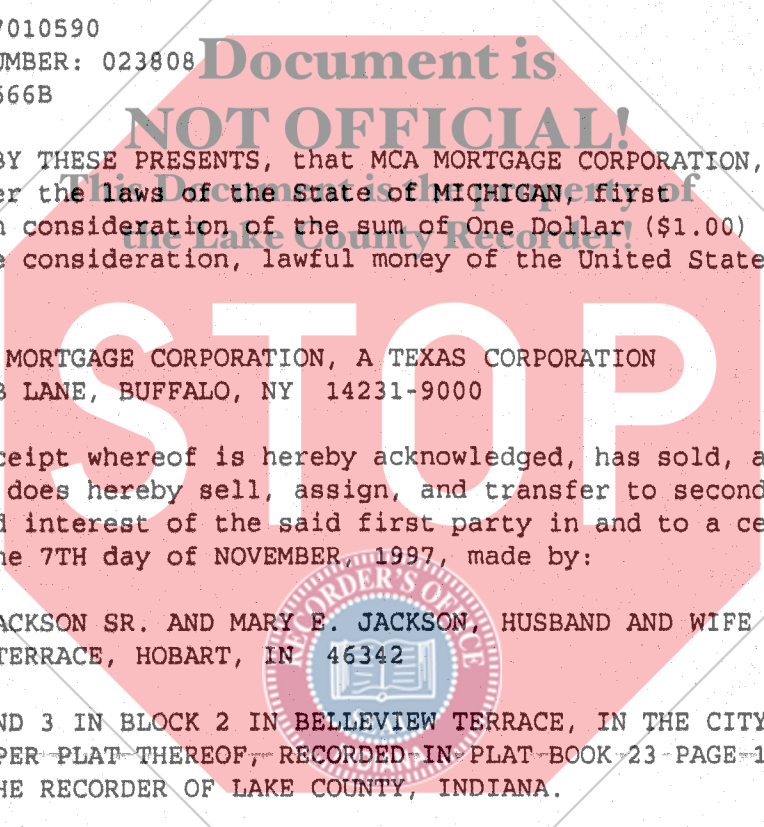 7010590
UMBER: 023808
566B
Document is
NOT OFFICIAL!
This Document is the property of
the Lake County Recorder!
BY THESE PRESENTS, that MCA MORTGAGE CORPORATION,
er the laws of the State of MICHIGAN, first
n consideration of the sum of One Dollar ($1.00)
e consideration, lawful money of the United State
STOP
MORTGAGE CORPORATION, A TEXAS CORPORATION
B LANE, BUFFALO, NY 14231-9000
ceipt whereof is hereby acknowledged, has sold, a
does hereby sell, assign, and transfer to second
d interest of the said first party in and to a ce
he 7TH day of NOVEMBER, 1997, made by:
RECORDER'S OFFICE
ACKSON SR. AND MARY E. JACKSON, HUSBAND AND WIFE
TERRACE, HOBART, IN 46342
ND 3 IN BLOCK 2 IN BELLEVIEW TERRACE, IN THE CITY
PER PLAT THEREOF, RECORDED IN PLAT BOOK 23 PAGE 1
HE RECORDER OF LAKE COUNTY, INDIANA.